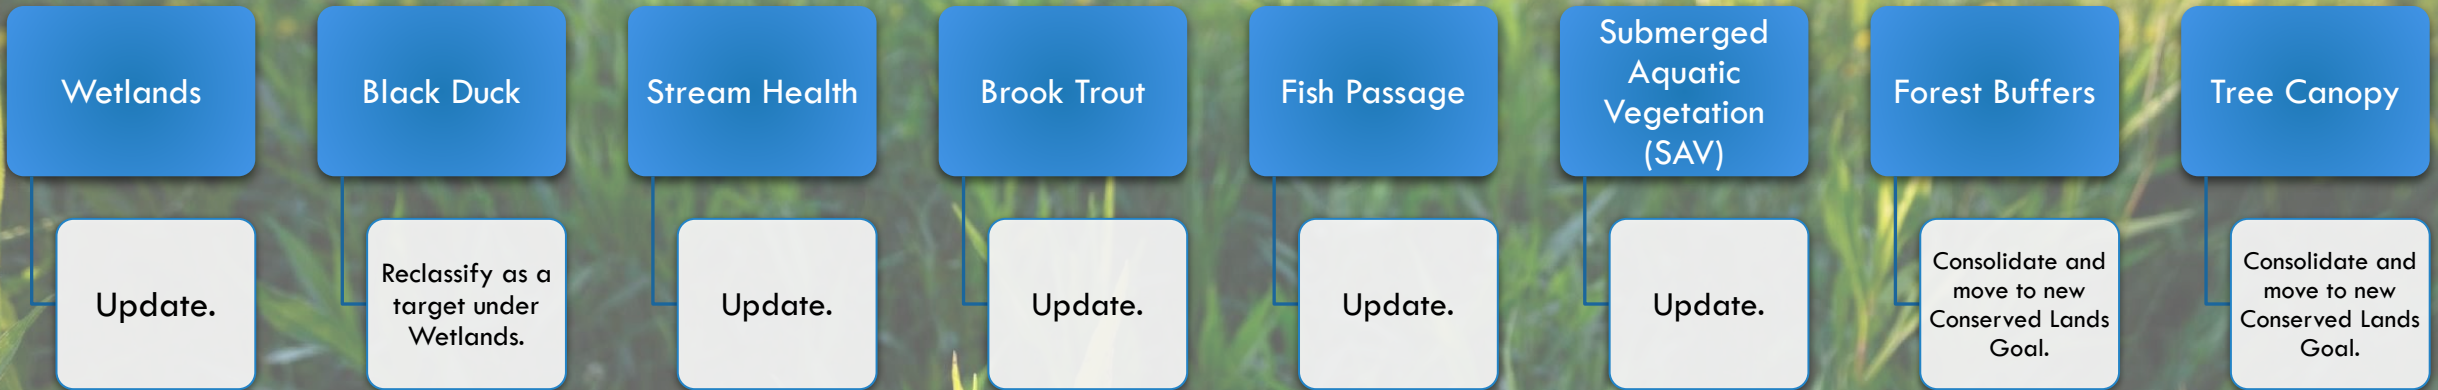 Wetlands
Update.
Black Duck
Reclassify as a
target under
Wetlands.
Stream Health
Update.
Brook Trout
Update.
Fish Passage
Update.
Submerged
Aquatic
Vegetation
(SAV)
Update.
Forest Buffers
Consolidate and
move to new
Conserved Lands
Goal.
Tree Canopy
Consolidate and
move to new
Conserved Lands
Goal.